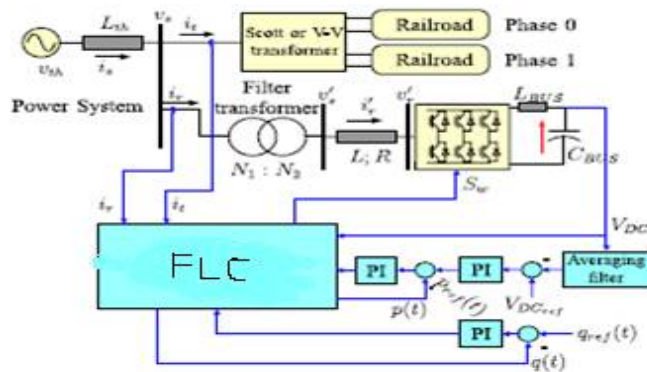 L_th
v_s
i_t
Scott or V-V
transformer
Railroad
Phase 0
Railroad
Phase 1
v_th
i_s
Power System
i_r
Filter
transformer
N_1 : N_2
v'_s
i'_r
L; R
v'_r
S_w
L_BUS
C_BUS
i_r
i_t
V_DC
FLC
PI
PI
Averaging
filter
p_ref(t)
p(t)
V_DC_ref
PI
q_ref(t)
q(t)